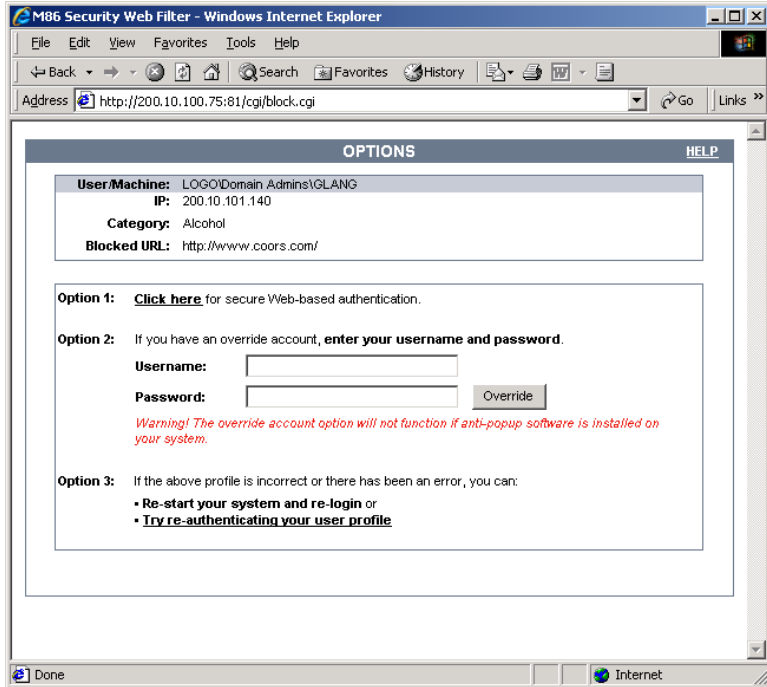 M86 Security Web Filter - Windows Internet Explorer
File Edit View Favorites Tools Help
Back Search Favorites History
Address http://200.10.100.75:81/cgi/block.cgi Go Links »
OPTIONS HELP
User/Machine: LOGO\Domain Admins\GLANG
IP: 200.10.101.140
Category: Alcohol
Blocked URL: http://www.coors.com/
Option 1: Click here for secure Web-based authentication.
Option 2: If you have an override account, enter your username and password.
Username:
Password: Override
Warning! The override account option will not function if anti-popup software is installed on
your system.
Option 3: If the above profile is incorrect or there has been an error, you can:
▪ Re-start your system and re-login or
▪ Try re-authenticating your user profile
Done Internet